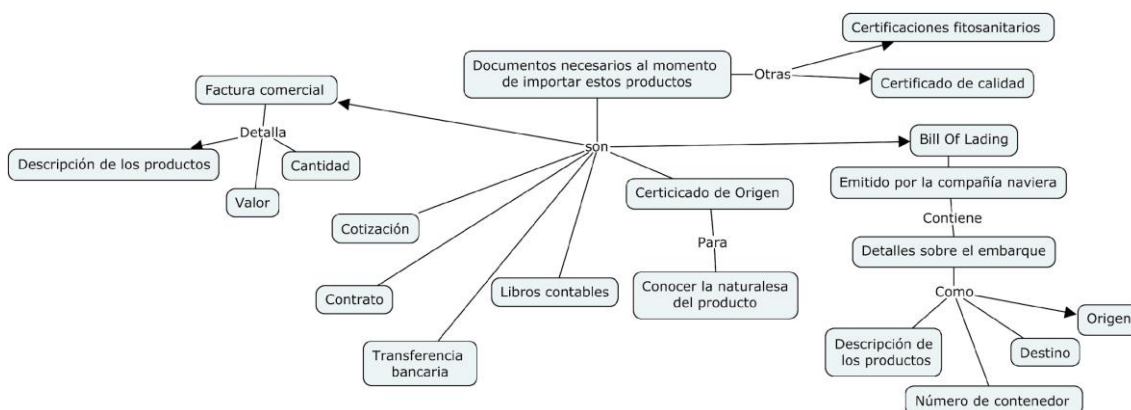 Certificaciones fitosanitarios
Documentos necesarios al momento
de importar estos productos
Otras
Certificado de calidad
Factura comercial
Detalla
Descripción de los productos
Cantidad
Valor
son
Bill Of Lading
Emitido por la compañía naviera
Contiene
Detalles sobre el embarque
Como
Origen
Destino
Descripción de
los productos
Número de contenedor
Certicicado de Origen
Para
Conocer la naturalesa
del producto
Cotización
Contrato
Libros contables
Transferencia
bancaria